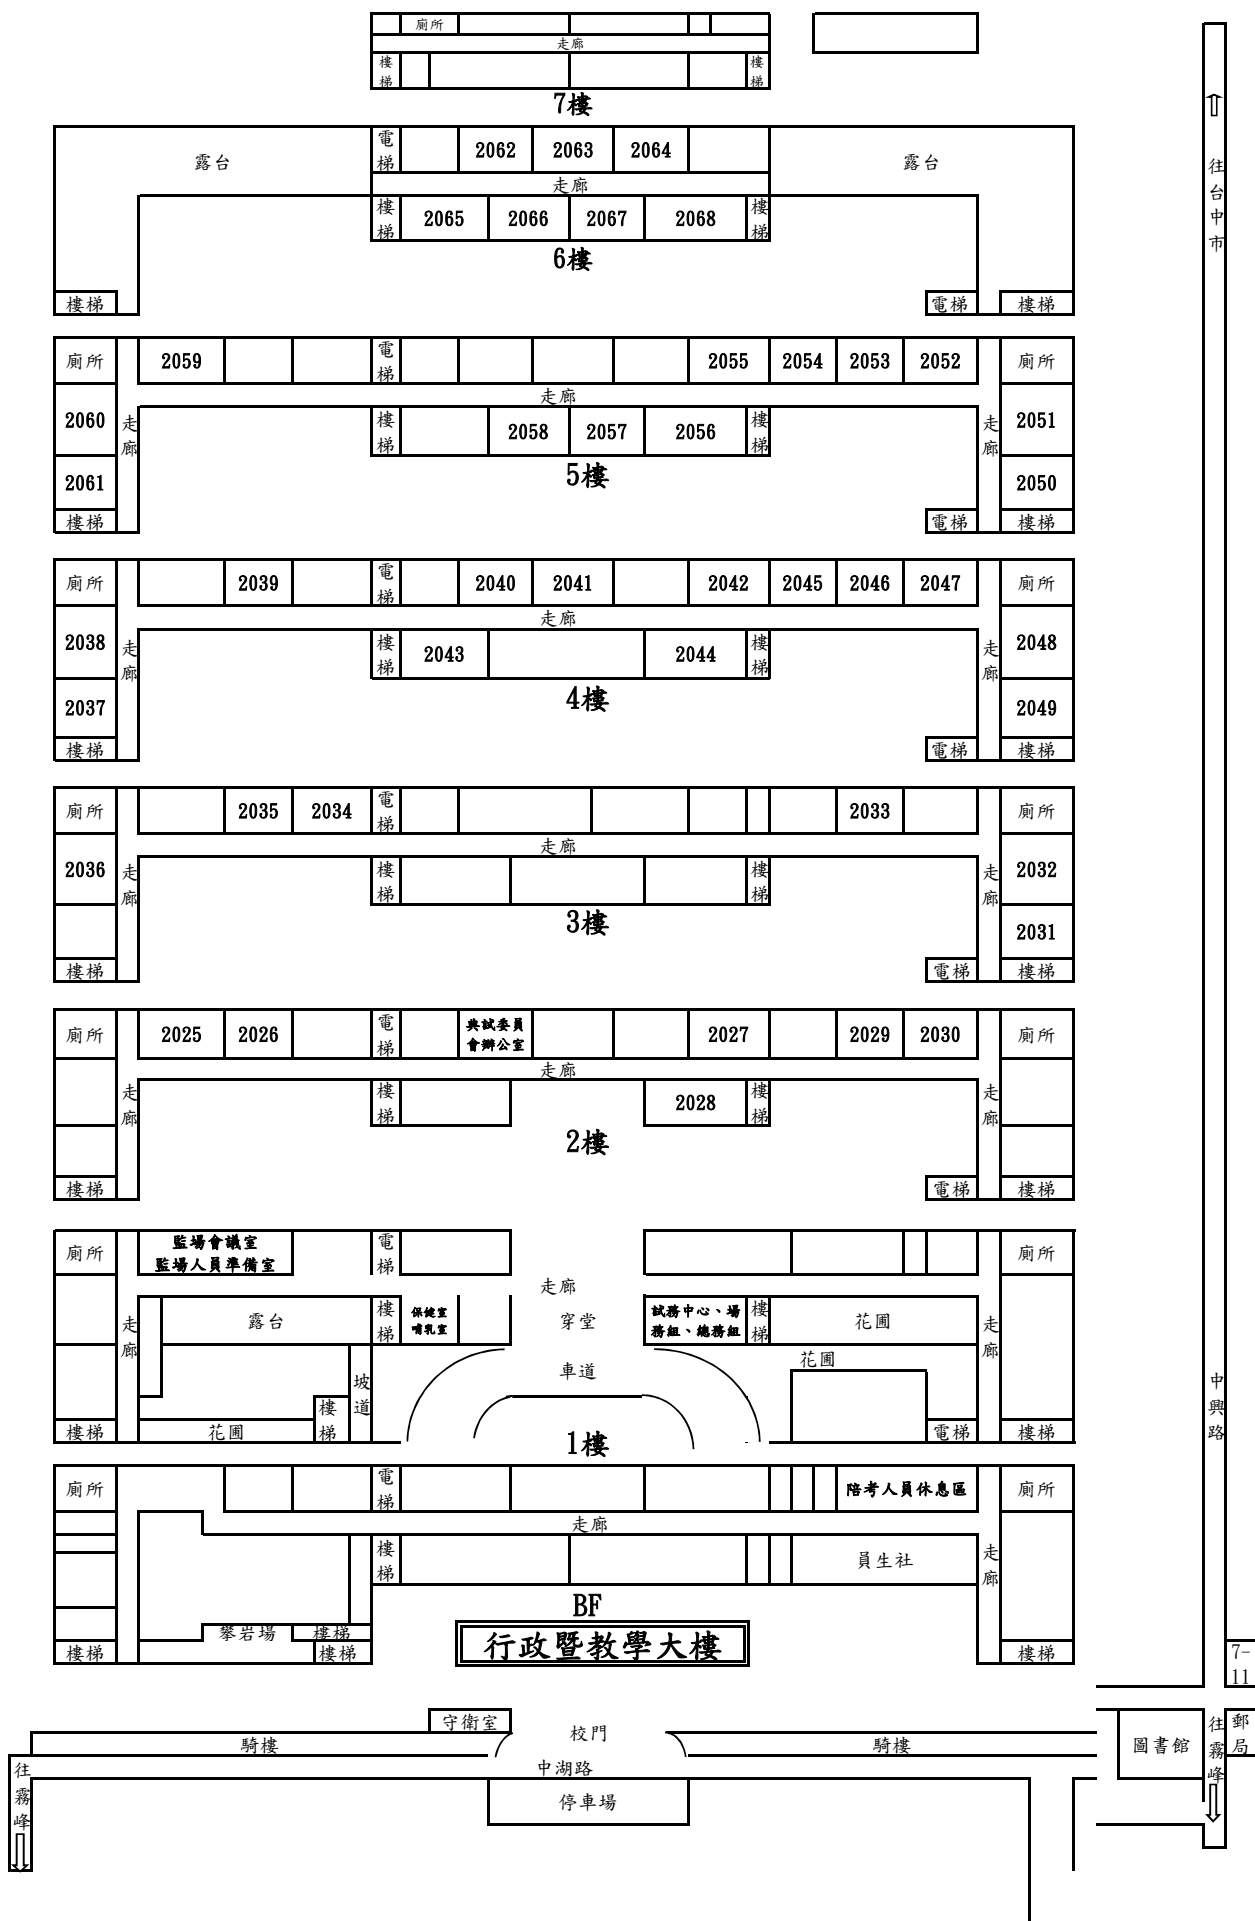 廁所
走廊
樓梯
樓梯
7樓
露台
電梯
2062
2063
2064
露台
走廊
樓梯
2065
2066
2067
2068
樓梯
6樓
樓梯
電梯
樓梯
廁所
2059
電梯
2055
2054
2053
2052
廁所
走廊
2060
走廊
樓梯
2058
2057
2056
樓梯
走廊
2051
2061
5樓
2050
樓梯
電梯
樓梯
廁所
2039
電梯
2040
2041
2042
2045
2046
2047
廁所
走廊
2038
走廊
樓梯
2043
2044
樓梯
走廊
2048
2037
4樓
2049
樓梯
電梯
樓梯
廁所
2035
2034
電梯
2033
廁所
走廊
2036
走廊
樓梯
樓梯
走廊
2032
3樓
2031
樓梯
電梯
樓梯
廁所
2025
2026
電梯
典試委員
會辦公室
2027
2029
2030
廁所
走廊
走廊
樓梯
2028
樓梯
走廊
2樓
樓梯
電梯
樓梯
廁所
監場會議室
監場人員準備室
電梯
廁所
走廊
走廊
露台
樓梯
保健室
哺乳室
穿堂
試務中心、場
務組、總務組
樓梯
花圃
走廊
花圃
車道
坡道
樓梯
樓梯
花圃
1樓
電梯
樓梯
廁所
電梯
陪考人員休息區
廁所
走廊
樓梯
員生社
走廊
BF
攀岩場
樓梯
樓梯
樓梯
行政暨教學大樓
樓梯
往台中市
中興路
7-11
守衛室
校門
騎樓
騎樓
圖書館
往霧峰
郵局
中湖路
往霧峰
停車場